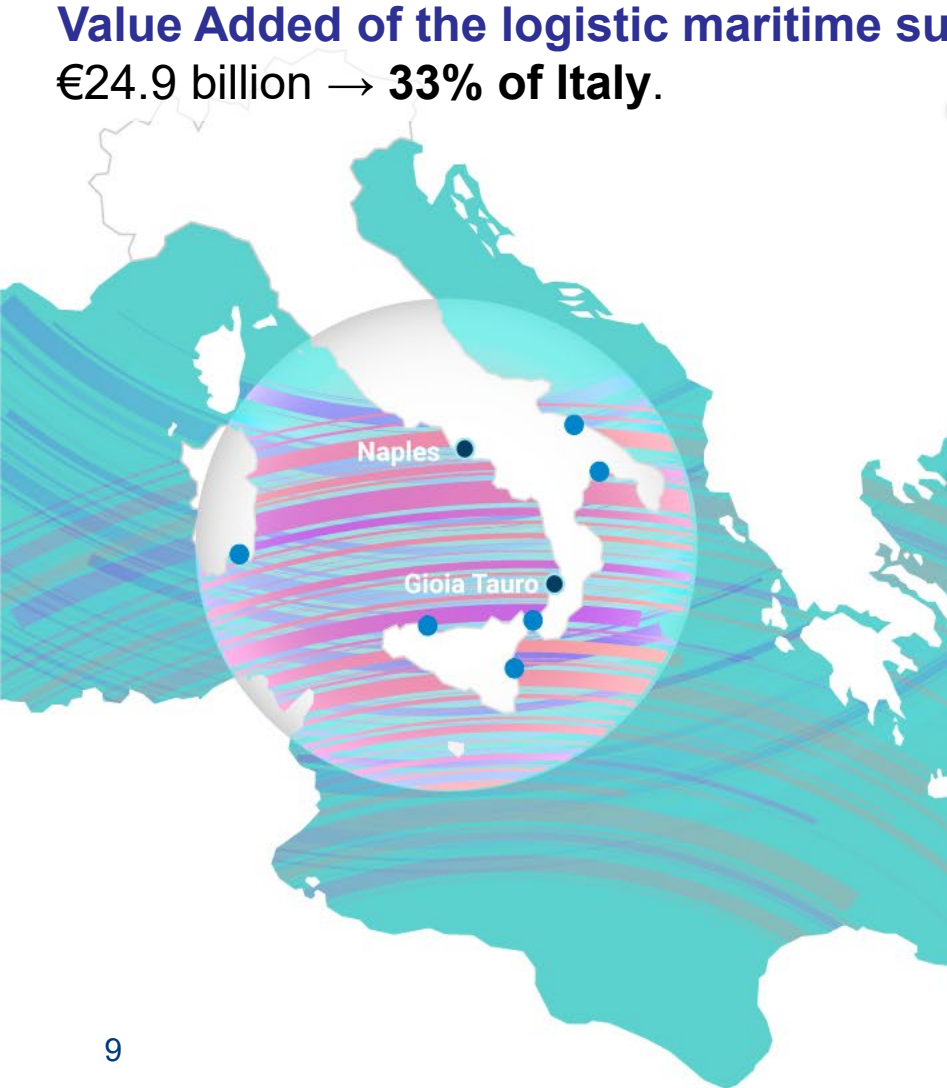 Value Added of the logistic maritime su
€24.9 billion → 33% of Italy.
Naples
Gioia Tauro
9